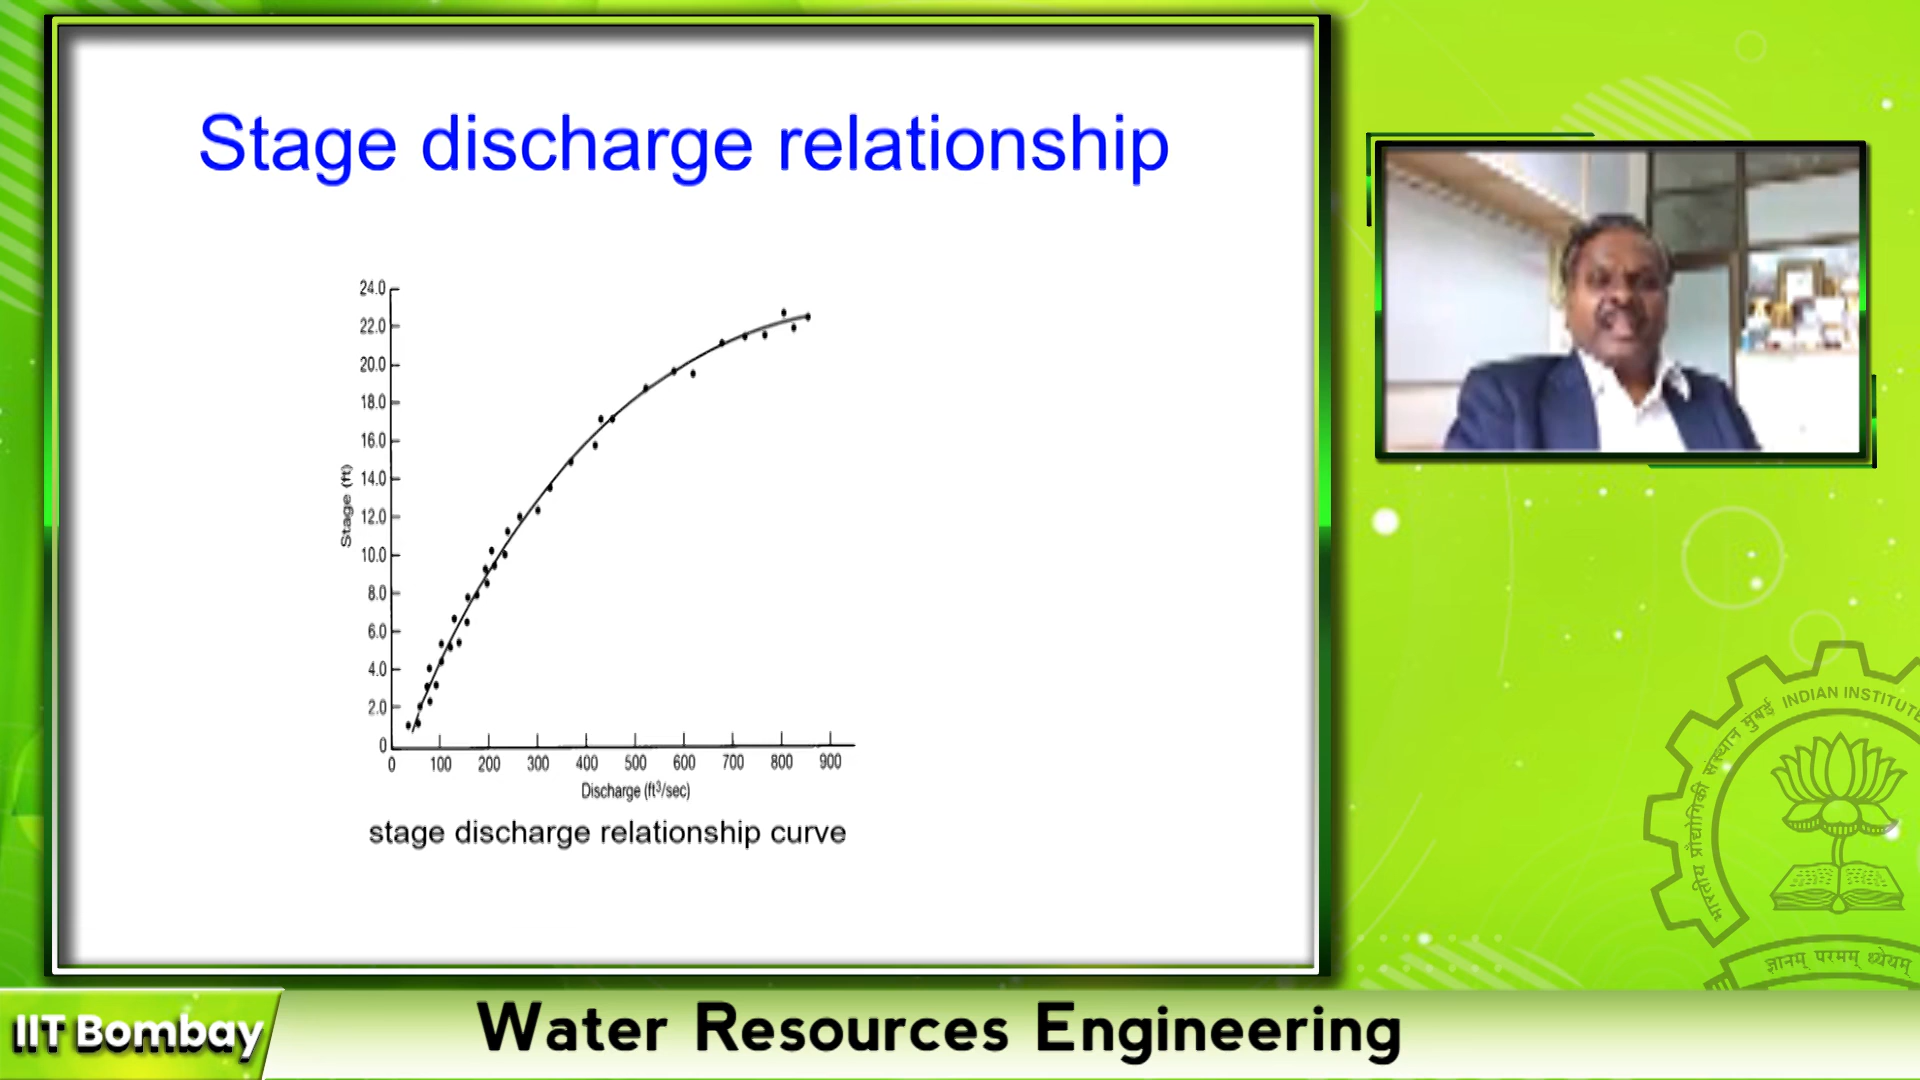 Stage discharge relationship
24.0
22.0
20.0
18.0
16.0
14.0
12.0
10.0
8.0
6.0
4.0
2.0
0
Stage (ft)
0 100 200 300 400 500 600 700 800 900
Discharge (ft³/sec)
stage discharge relationship curve
भारतीय प्रौद्योगिकी संस्थान मुंबई INDIAN INSTITUTE
ज्ञानम् परमम् ध्येयम्
IIT Bombay
Water Resources Engineering